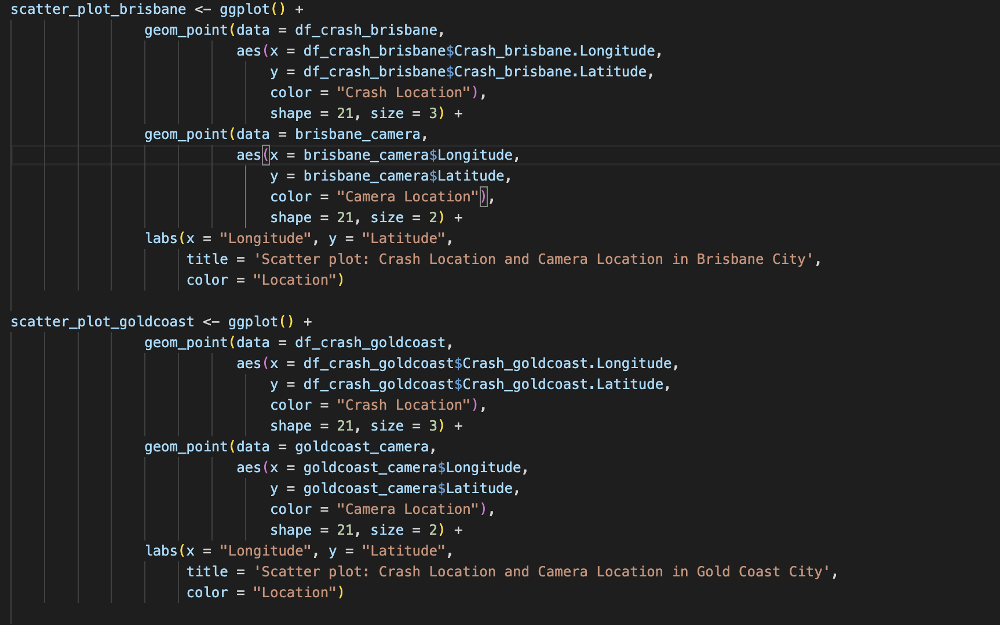 scatter_plot_brisbane <- ggplot() +
geom_point(data = df_crash_brisbane,
aes(x = df_crash_brisbane$Crash_brisbane.Longitude,
y = df_crash_brisbane$Crash_brisbane.Latitude,
color = "Crash Location"),
shape = 21, size = 3) +
geom_point(data = brisbane_camera,
aes(x = brisbane_camera$Longitude,
y = brisbane_camera$Latitude,
color = "Camera Location"),
shape = 21, size = 2) +
labs(x = "Longitude", y = "Latitude",
title = 'Scatter plot: Crash Location and Camera Location in Brisbane City',
color = "Location")
scatter_plot_goldcoast <- ggplot() +
geom_point(data = df_crash_goldcoast,
aes(x = df_crash_goldcoast$Crash_goldcoast.Longitude,
y = df_crash_goldcoast$Crash_goldcoast.Latitude,
color = "Crash Location"),
shape = 21, size = 3) +
geom_point(data = goldcoast_camera,
aes(x = goldcoast_camera$Longitude,
y = goldcoast_camera$Latitude,
color = "Camera Location"),
shape = 21, size = 2) +
labs(x = "Longitude", y = "Latitude",
title = 'Scatter plot: Crash Location and Camera Location in Gold Coast City',
color = "Location")